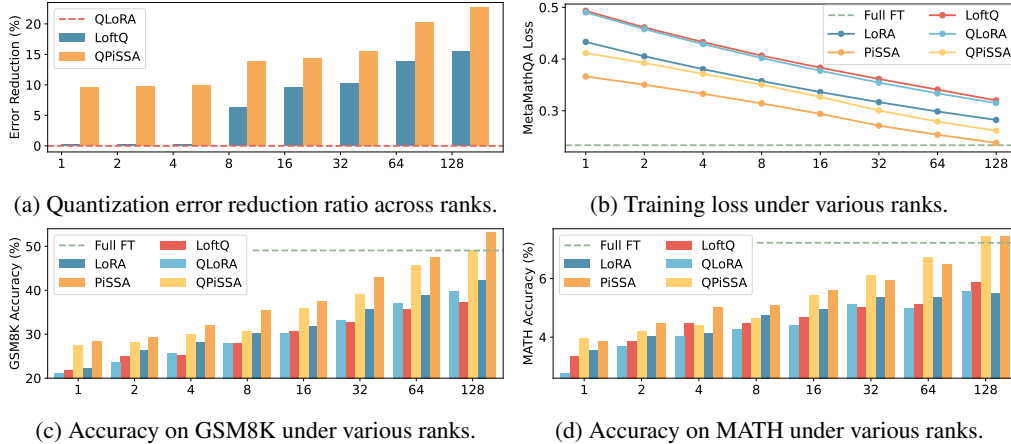 QLoRA
LoftQ
QPiSSA
Error Reduction (%)
20
15
10
5
0
1 2 4 8 16 32 64 128
(a) Quantization error reduction ratio across ranks.
Full FT
LoRA
PiSSA
LoftQ
QLoRA
QPiSSA
MetaMathQA Loss
0.5
0.4
0.3
1 2 4 8 16 32 64 128
(b) Training loss under various ranks.
Full FT
LoRA
PiSSA
LoftQ
QLoRA
QPiSSA
GSM8K Accuracy (%)
50
40
30
20
1 2 4 8 16 32 64 128
(c) Accuracy on GSM8K under various ranks.
Full FT
LoRA
PiSSA
LoftQ
QLoRA
QPiSSA
MATH Accuracy (%)
6
4
1 2 4 8 16 32 64 128
(d) Accuracy on MATH under various ranks.